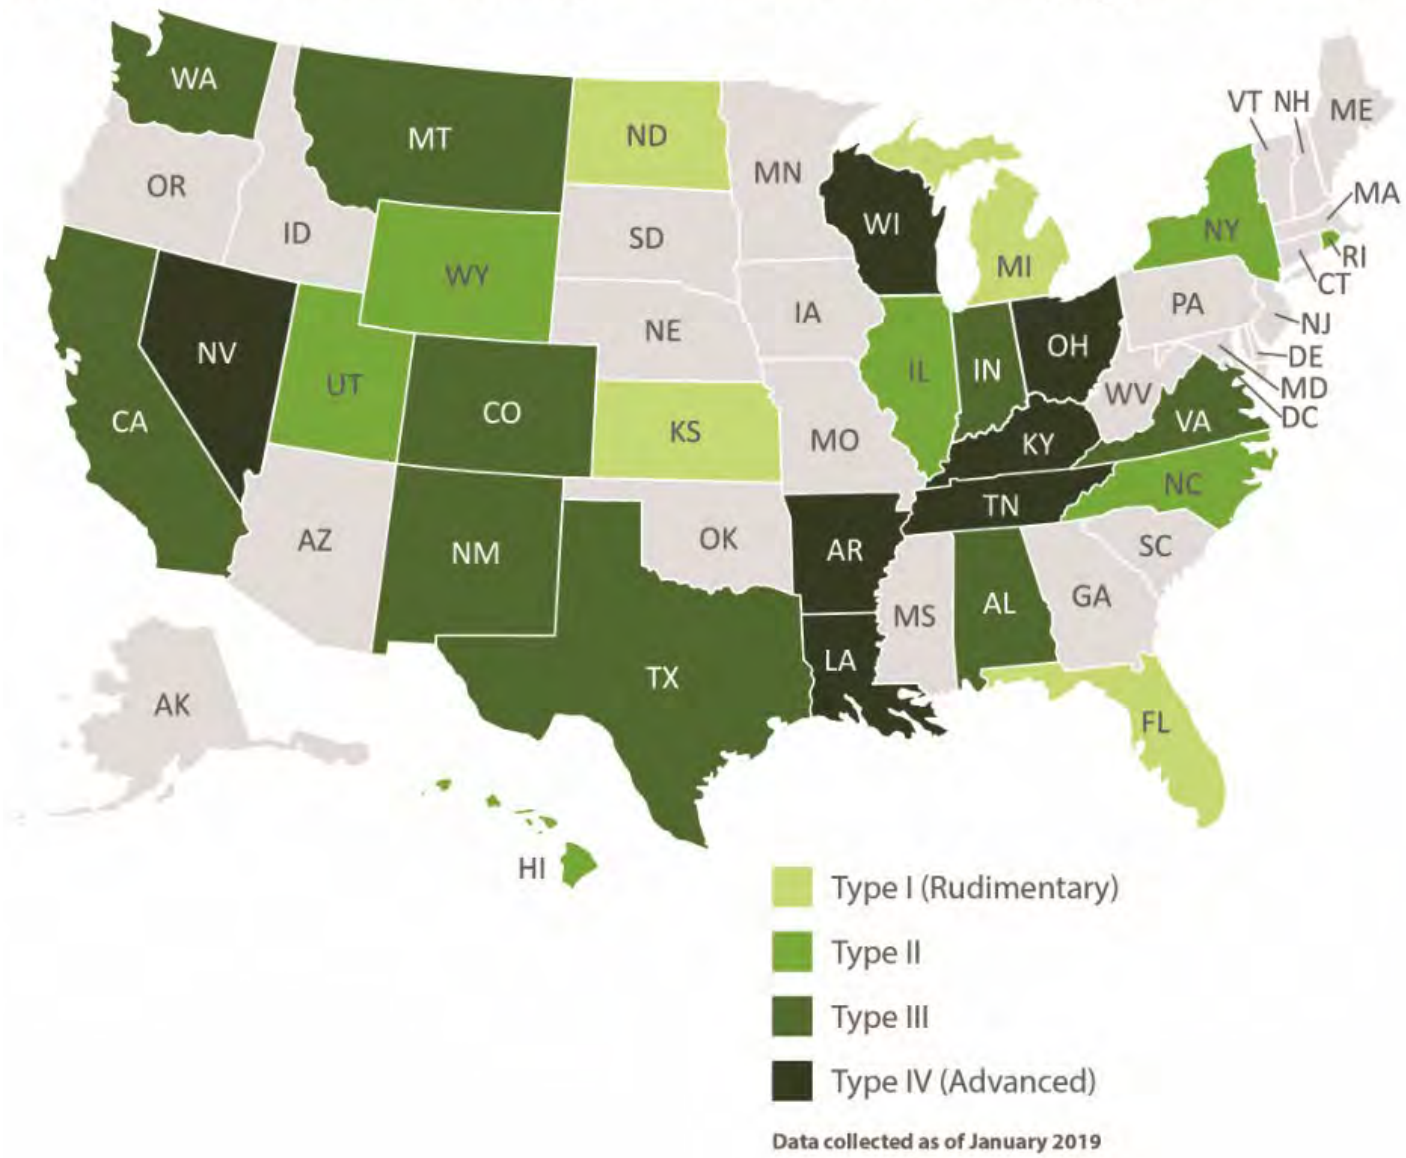 WA
MT
ND
MN
VT NH
ME
OR
ID
SD
WI
MI
NY
MA
RI
CT
WY
IA
NE
PA
NJ
NV
UT
CO
KS
MO
IL
IN
OH
DE
MD
DC
WV
VA
KY
CA
AZ
NM
OK
AR
TN
NC
SC
MS
AL
GA
LA
TX
AK
FL
HI
Type I (Rudimentary)
Type II
Type III
Type IV (Advanced)
Data collected as of January 2019